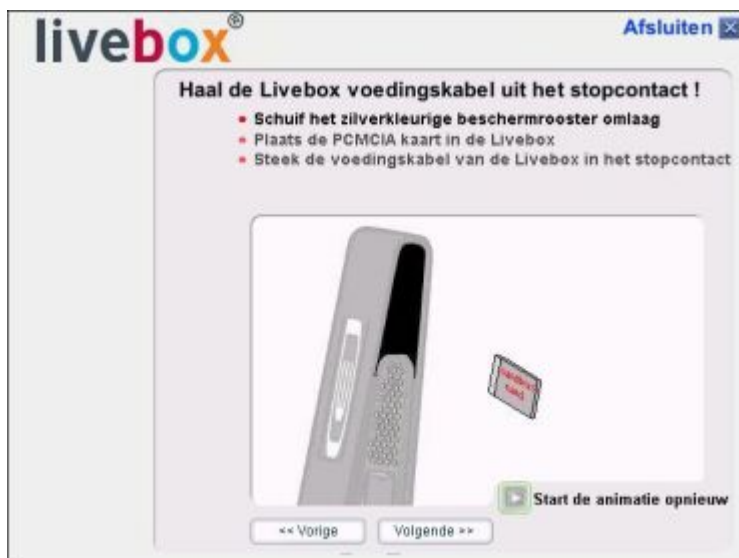 livebox®
Afsluiten
Haal de Livebox voedingskabel uit het stopcontact !
Schuif het zilverkleurige beschermrooster omlaag
Plaats de PCMCIA kaart in de Livebox
Steek de voedingskabel van de Livebox in het stopcontact
Start de animatie opnieuw
<< Vorige
Volgende >>